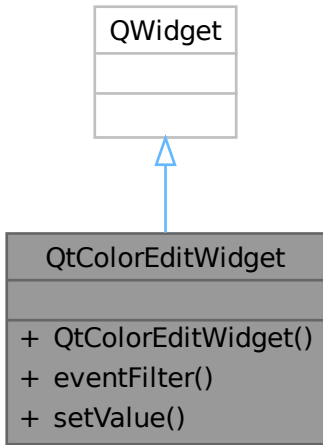 QWidget
QtColorEditWidget
+ QtColorEditWidget()
+ eventFilter()
+ setValue()